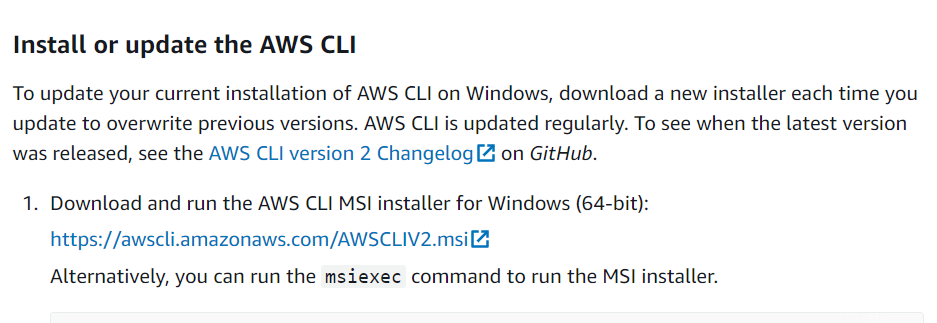 Install or update the AWS CLI
To update your current installation of AWS CLI on Windows, download a new installer each time you
update to overwrite previous versions. AWS CLI is updated regularly. To see when the latest version
was released, see the AWS CLI version 2 Changelog on GitHub.
1. Download and run the AWS CLI MSI installer for Windows (64-bit):
https://awscli.amazonaws.com/AWSCLIV2.msi
Alternatively, you can run the msiexec command to run the MSI installer.